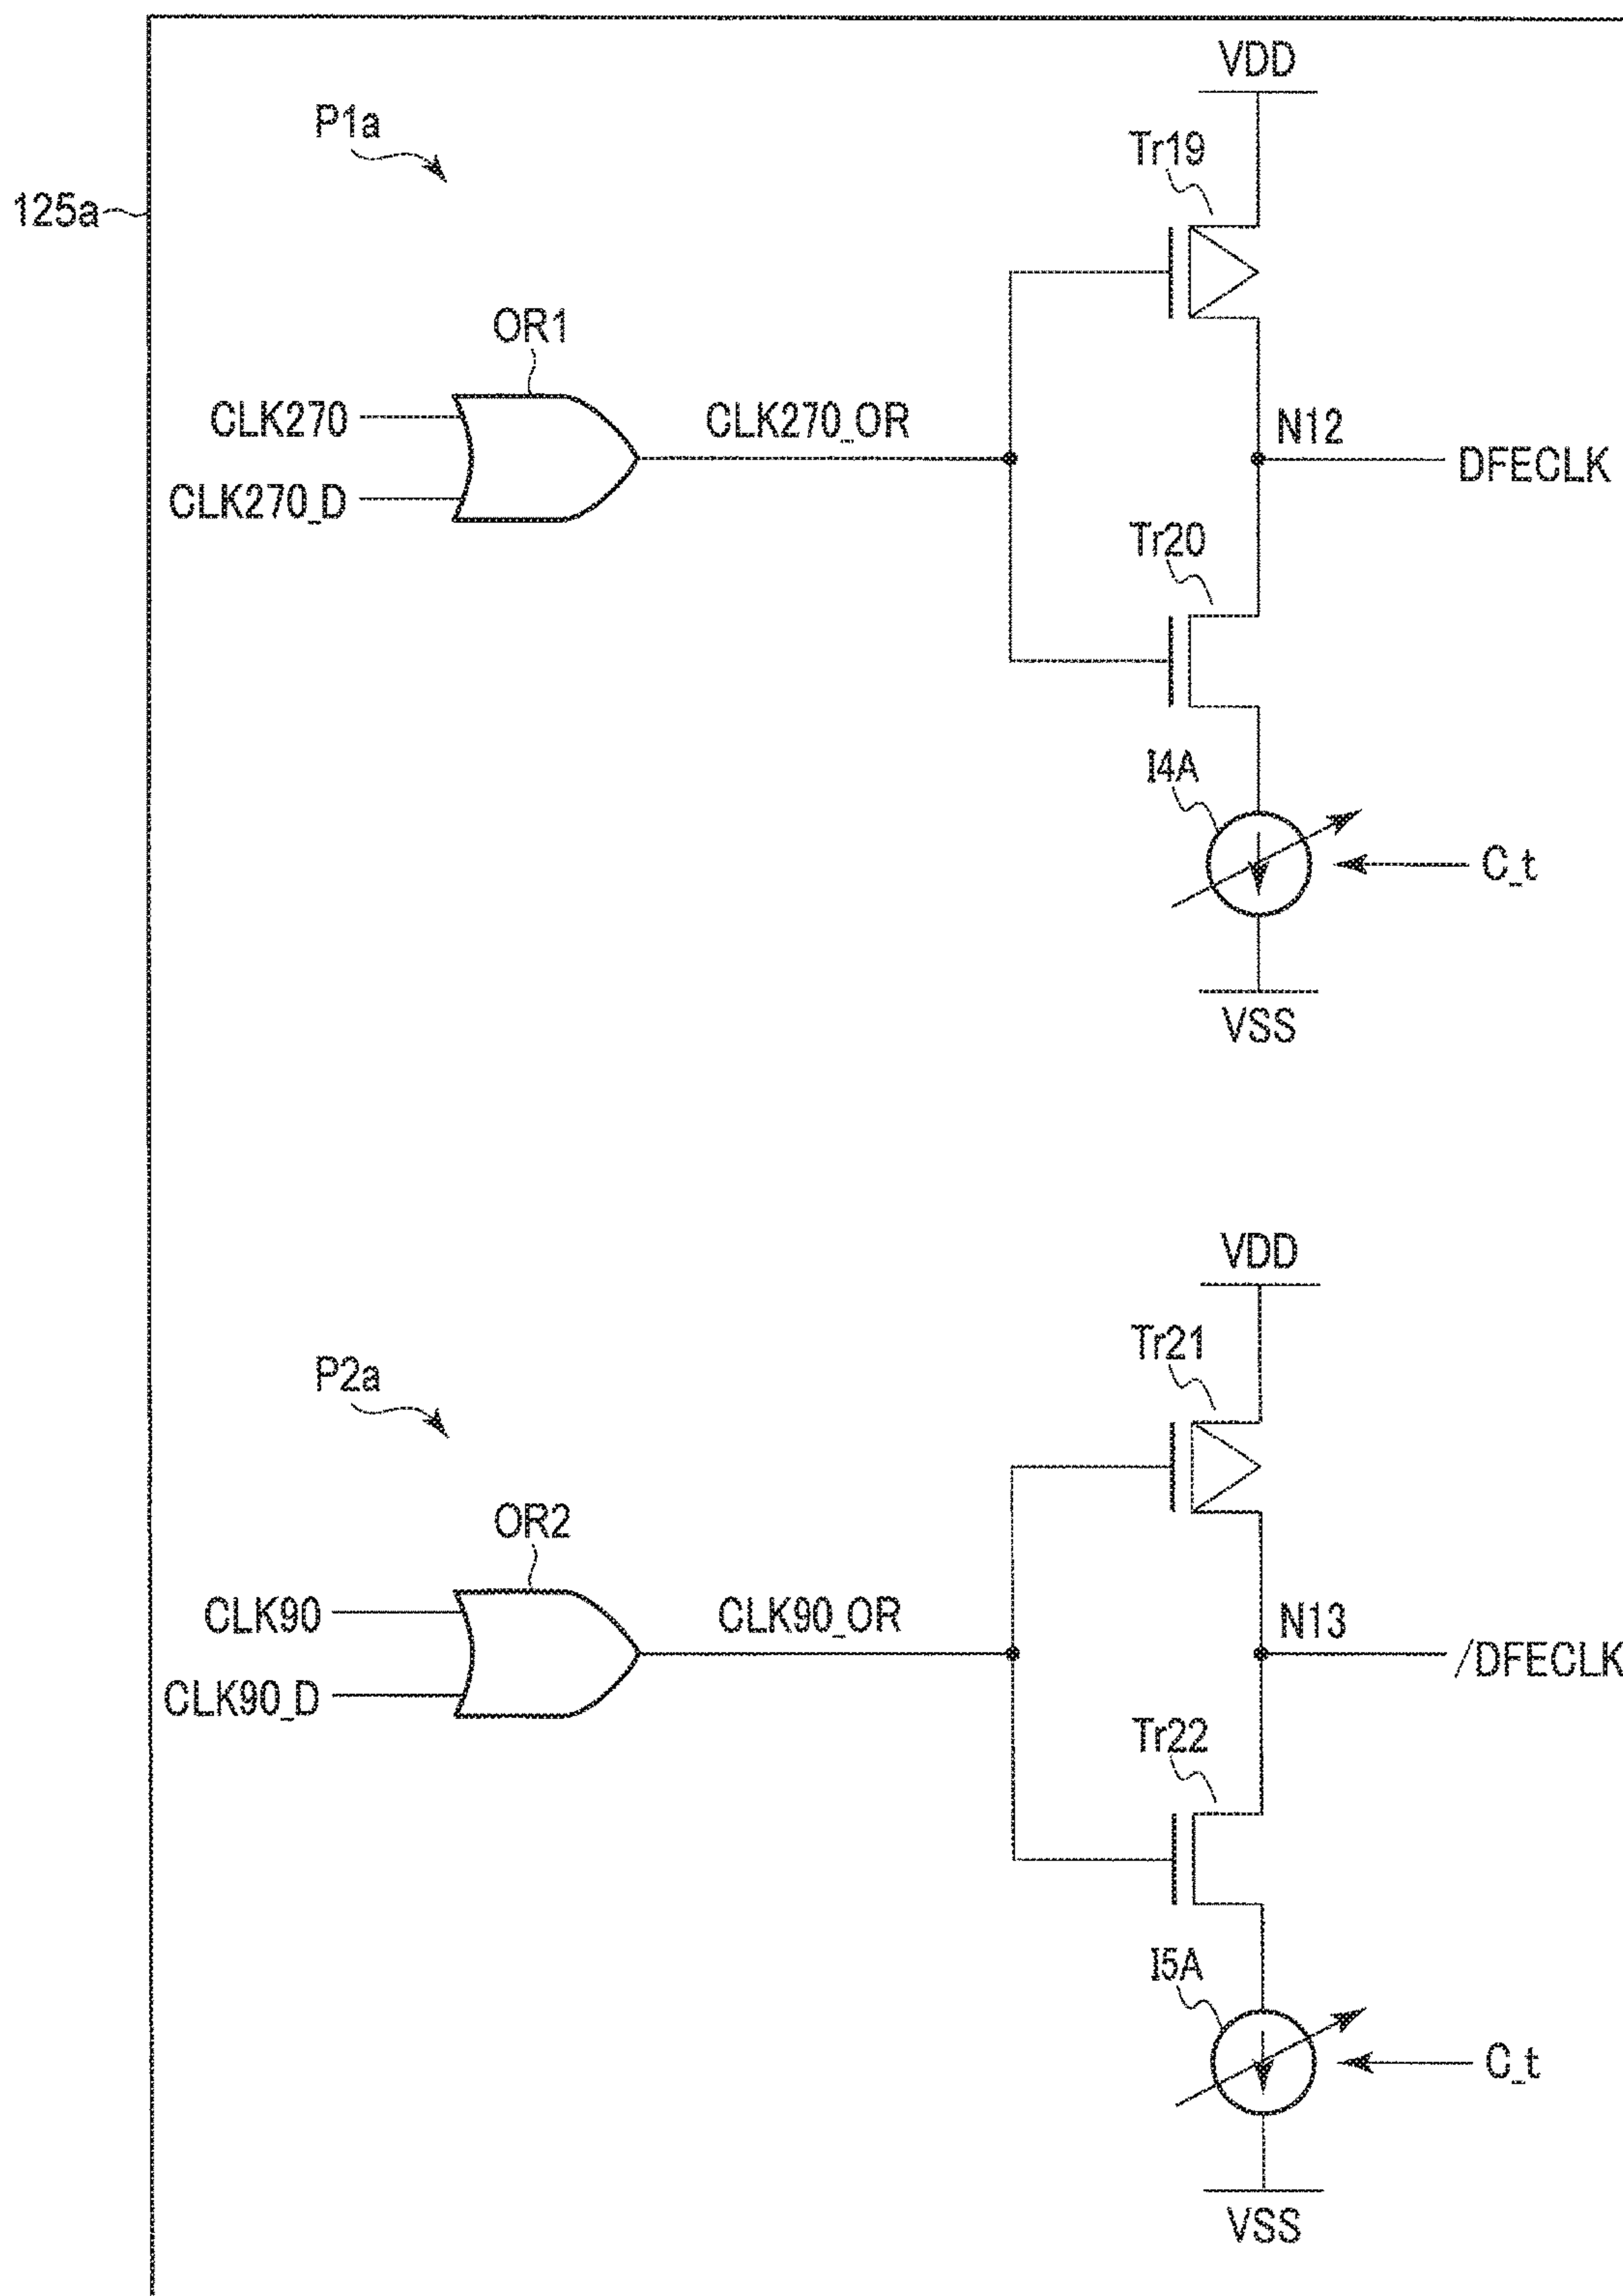 VDD
P1a
Tr19
125a
OR1
CLK270
CLK270_OR
N12
DFECLK
CLK270_D
Tr20
I4A
C_t
VSS
VDD
Tr21
P2a
OR2
CLK90
CLK90_OR
N13
/DFECLK
CLK90_D
Tr22
I5A
C_t
VSS